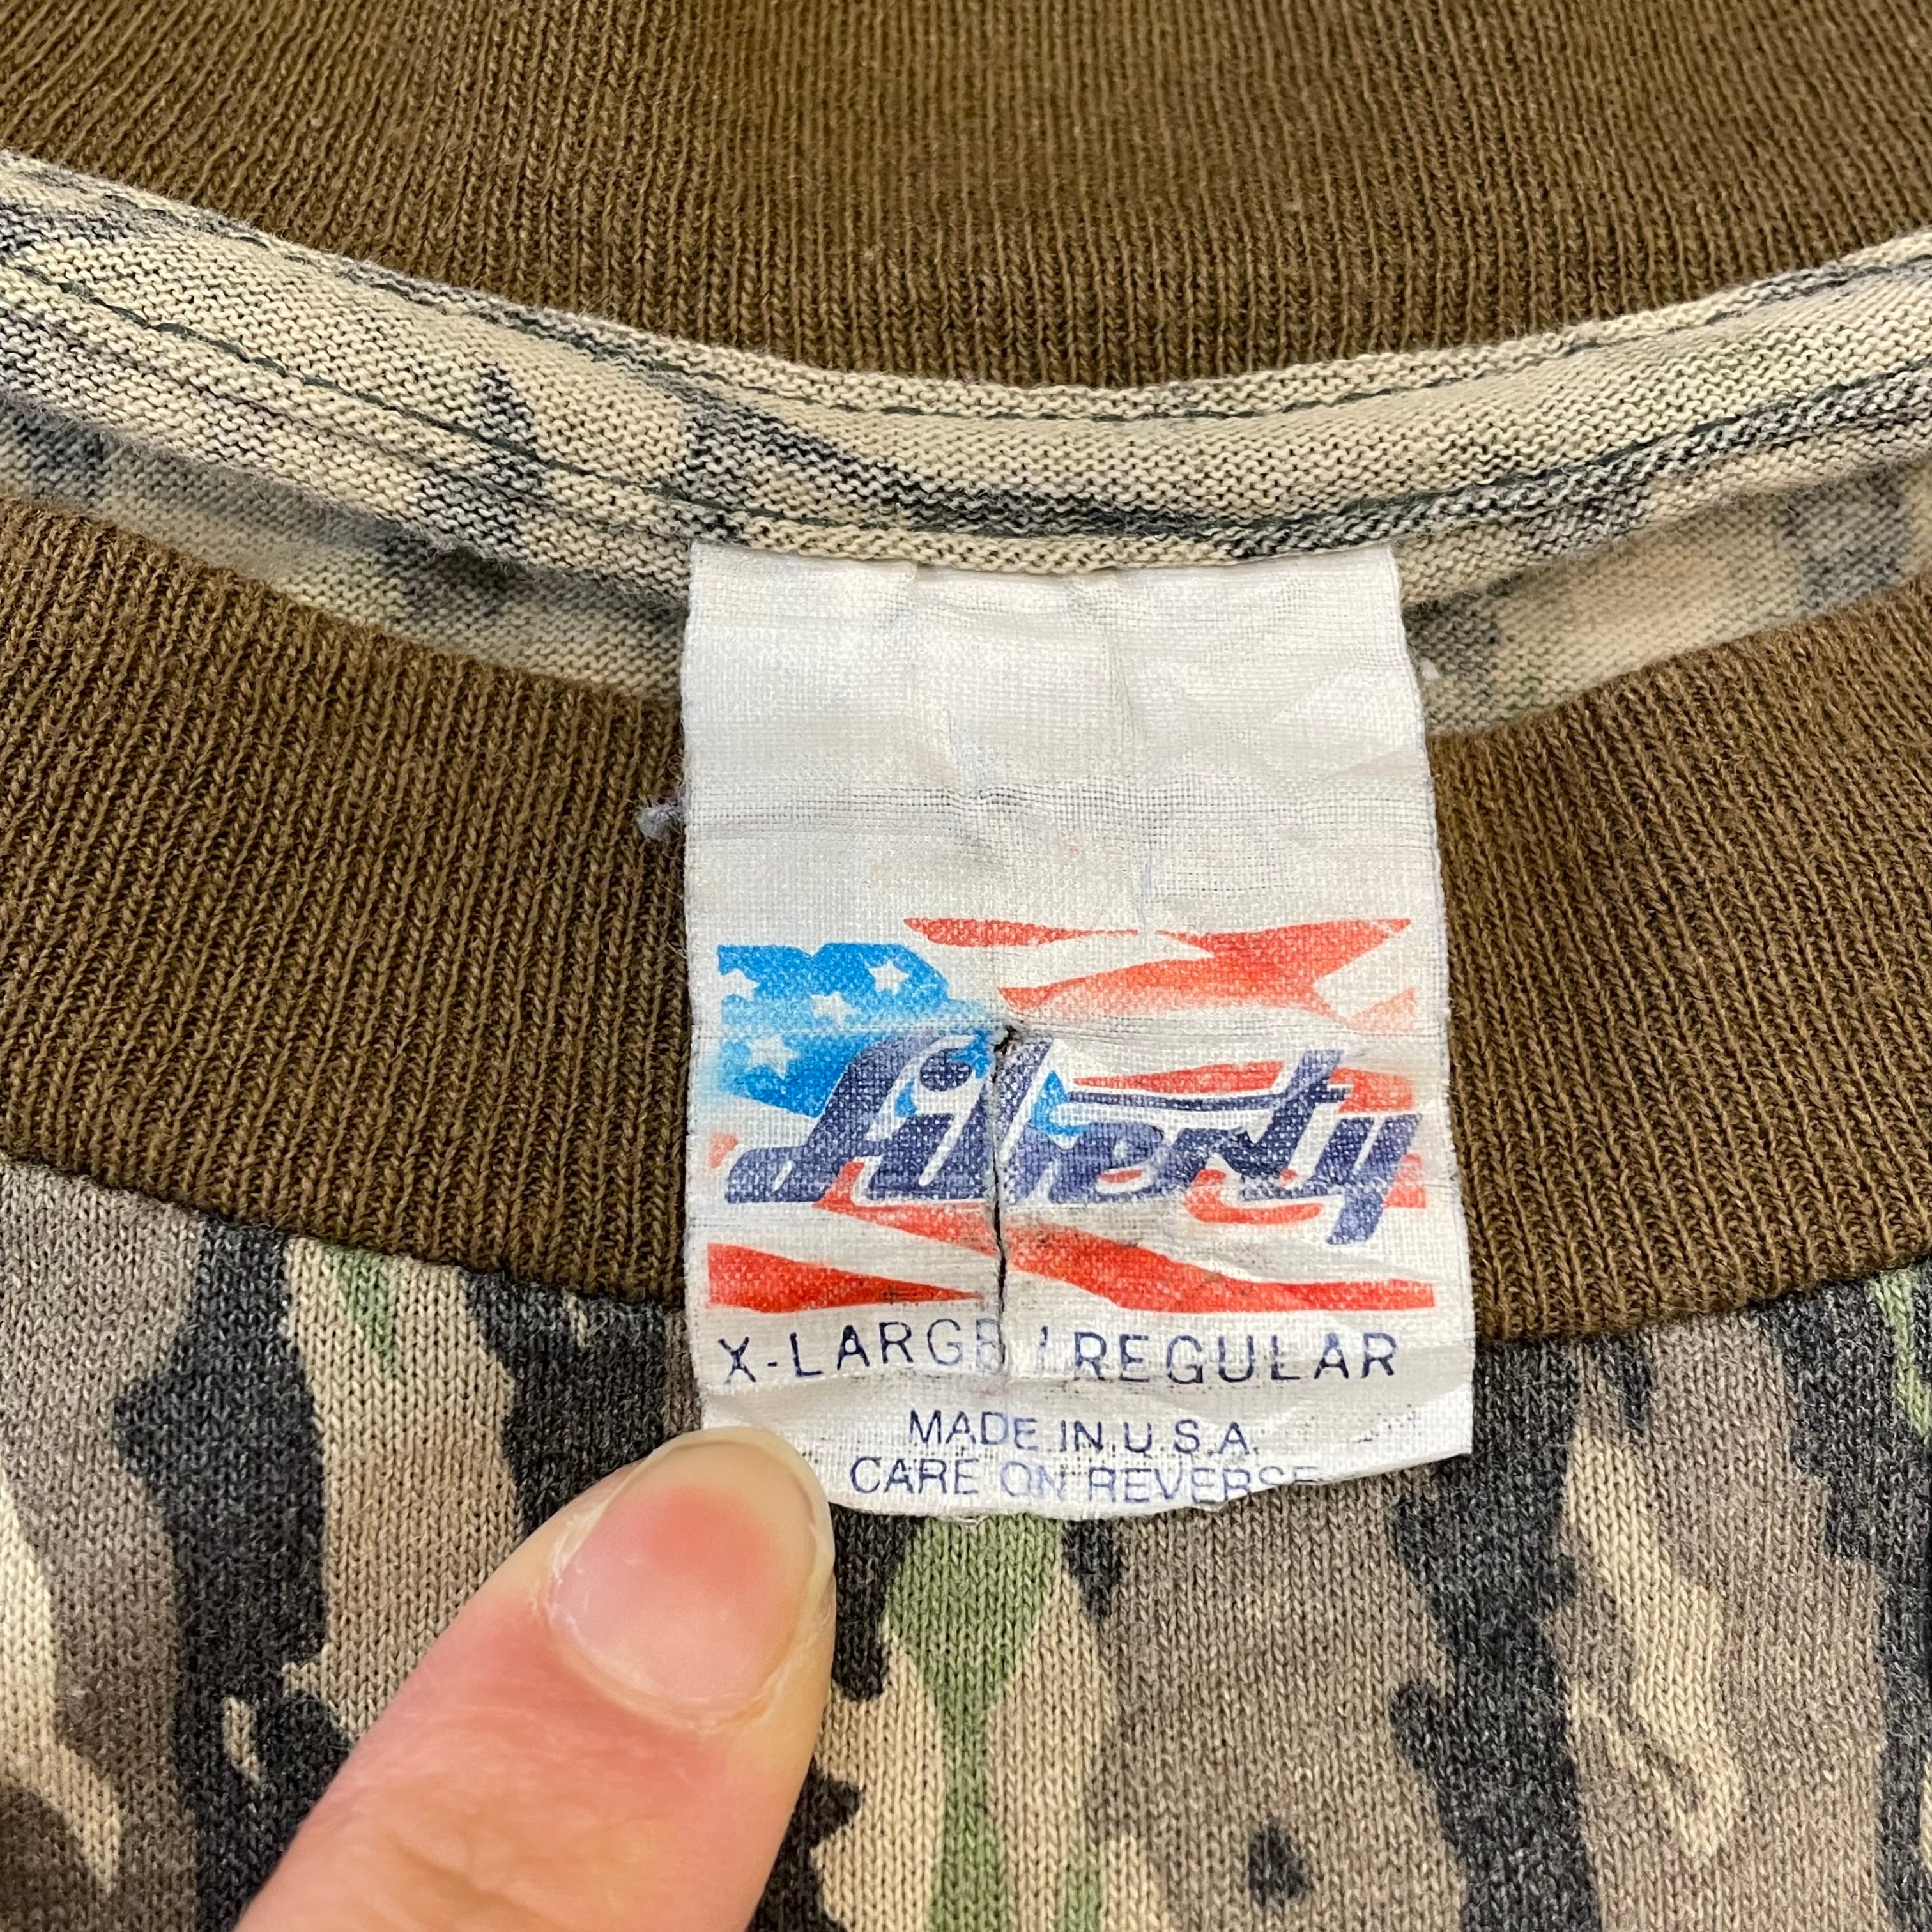 Liberty
X-LARGE / REGULAR
MADE IN U.S.A.
CARE ON REVERSE